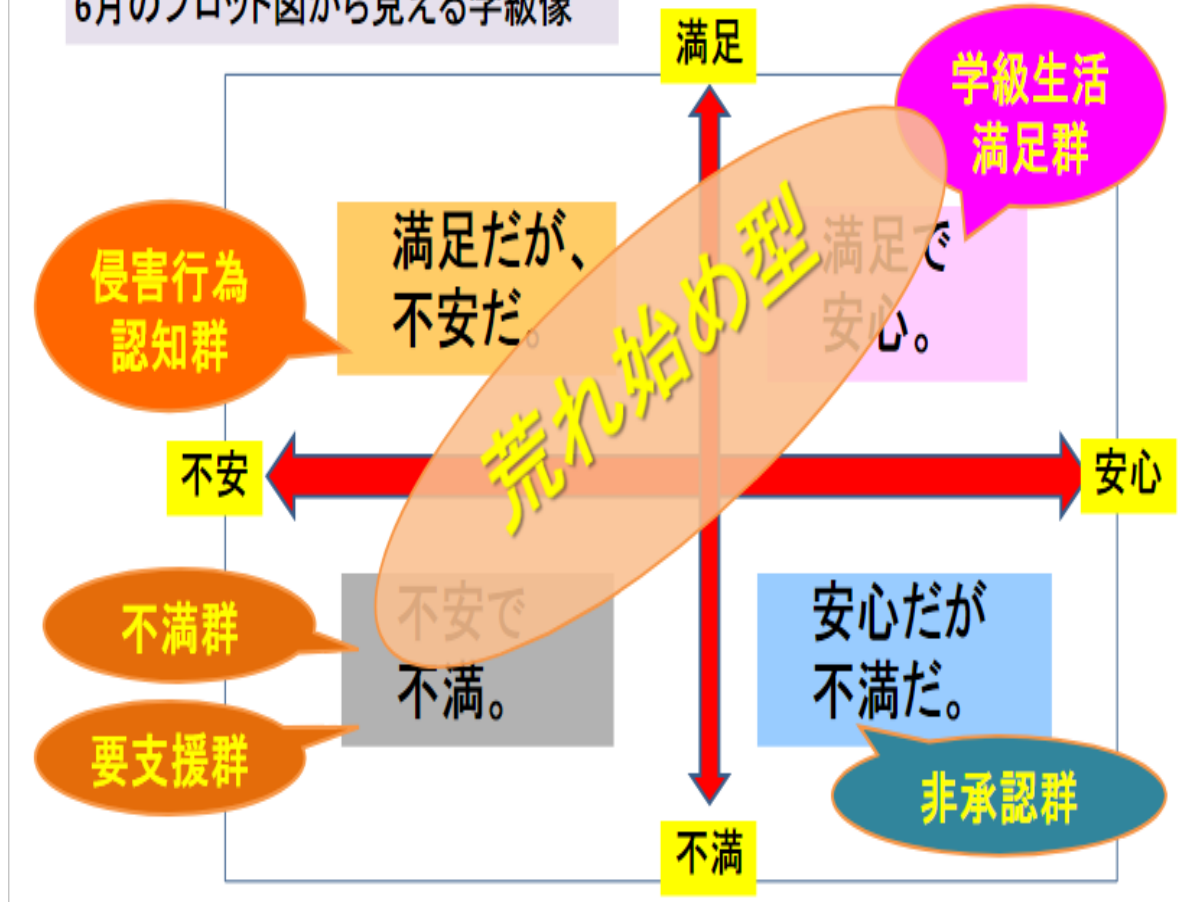 6月のプロット図から見える学級像
満足
学級生活
満足群
侵害行為
認知群
満足だが、
不安だ。
満足で
安心。
荒れ始め型
不安
安心
不満群
不安で
不満。
安心だが
不満だ。
要支援群
非承認群
不満